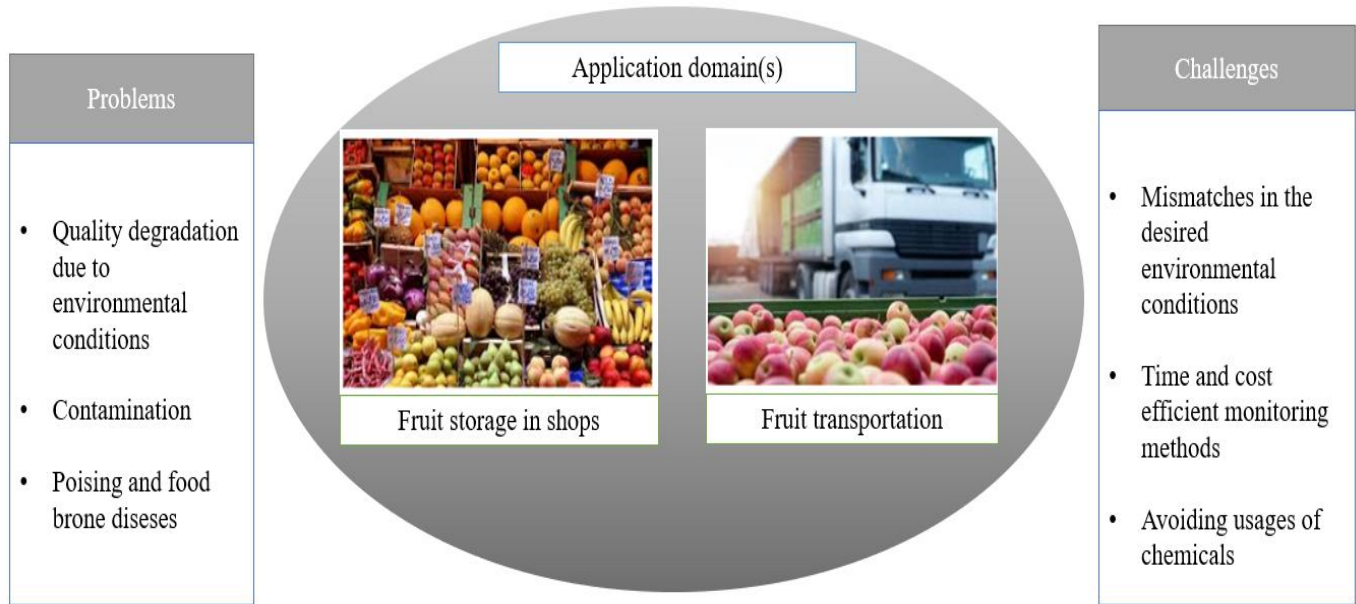 Problems
• Quality degradation
due to
environmental
conditions
• Contamination
• Poising and food
brone diseses
Application domain(s)
Fruit storage in shops
Fruit transportation
Challenges
• Mismatches in the
desired
environmental
conditions
• Time and cost
efficient monitoring
methods
• Avoiding usages of
chemicals